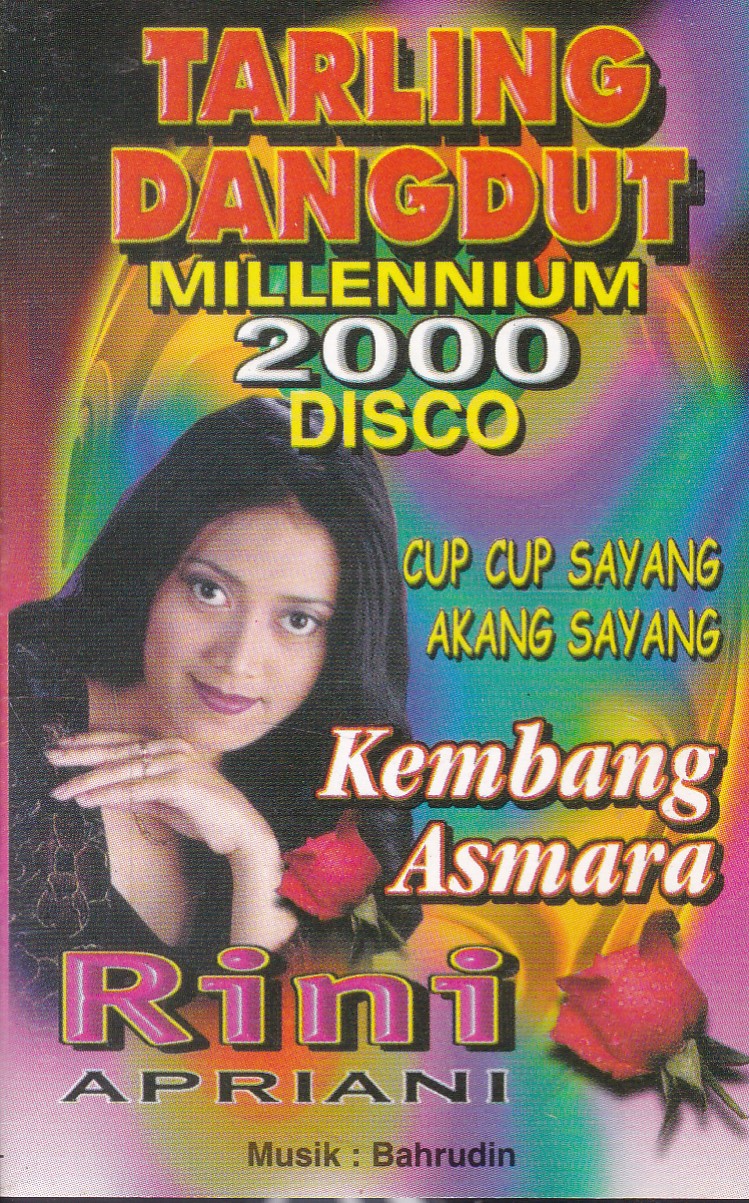 TARLING
DANGDUT
MILLENNIUM
2000
DISCO
CUP CUP SAYANG
AKANG SAYANG
Kembang
Asmara
Rini
APRIANI
Musik : Bahrudin